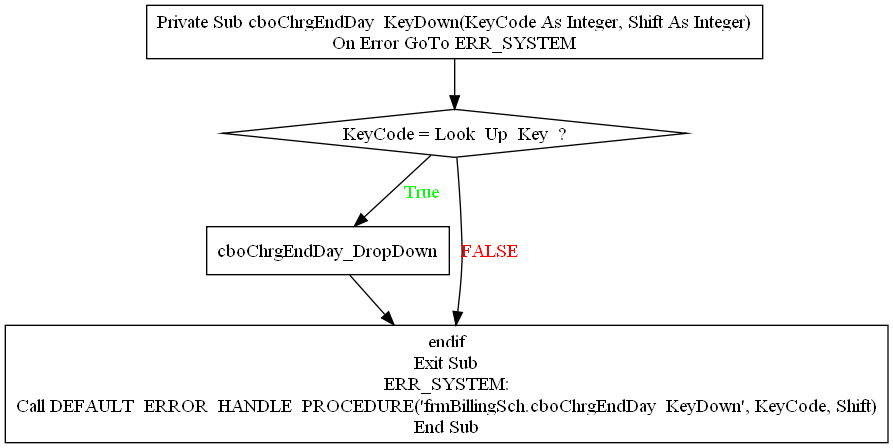 Private Sub cboChrgEndDay  KeyDown(KeyCode As Integer, Shift As Integer)
On Error GoTo ERR_SYSTEM
KeyCode = Look  Up  Key  ?
True
cboChrgEndDay_DropDown
FALSE
endif
Exit Sub
ERR_SYSTEM:
Call DEFAULT  ERROR  HANDLE  PROCEDURE('frmBillingSch.cboChrgEndDay  KeyDown', KeyCode, Shift)
End Sub